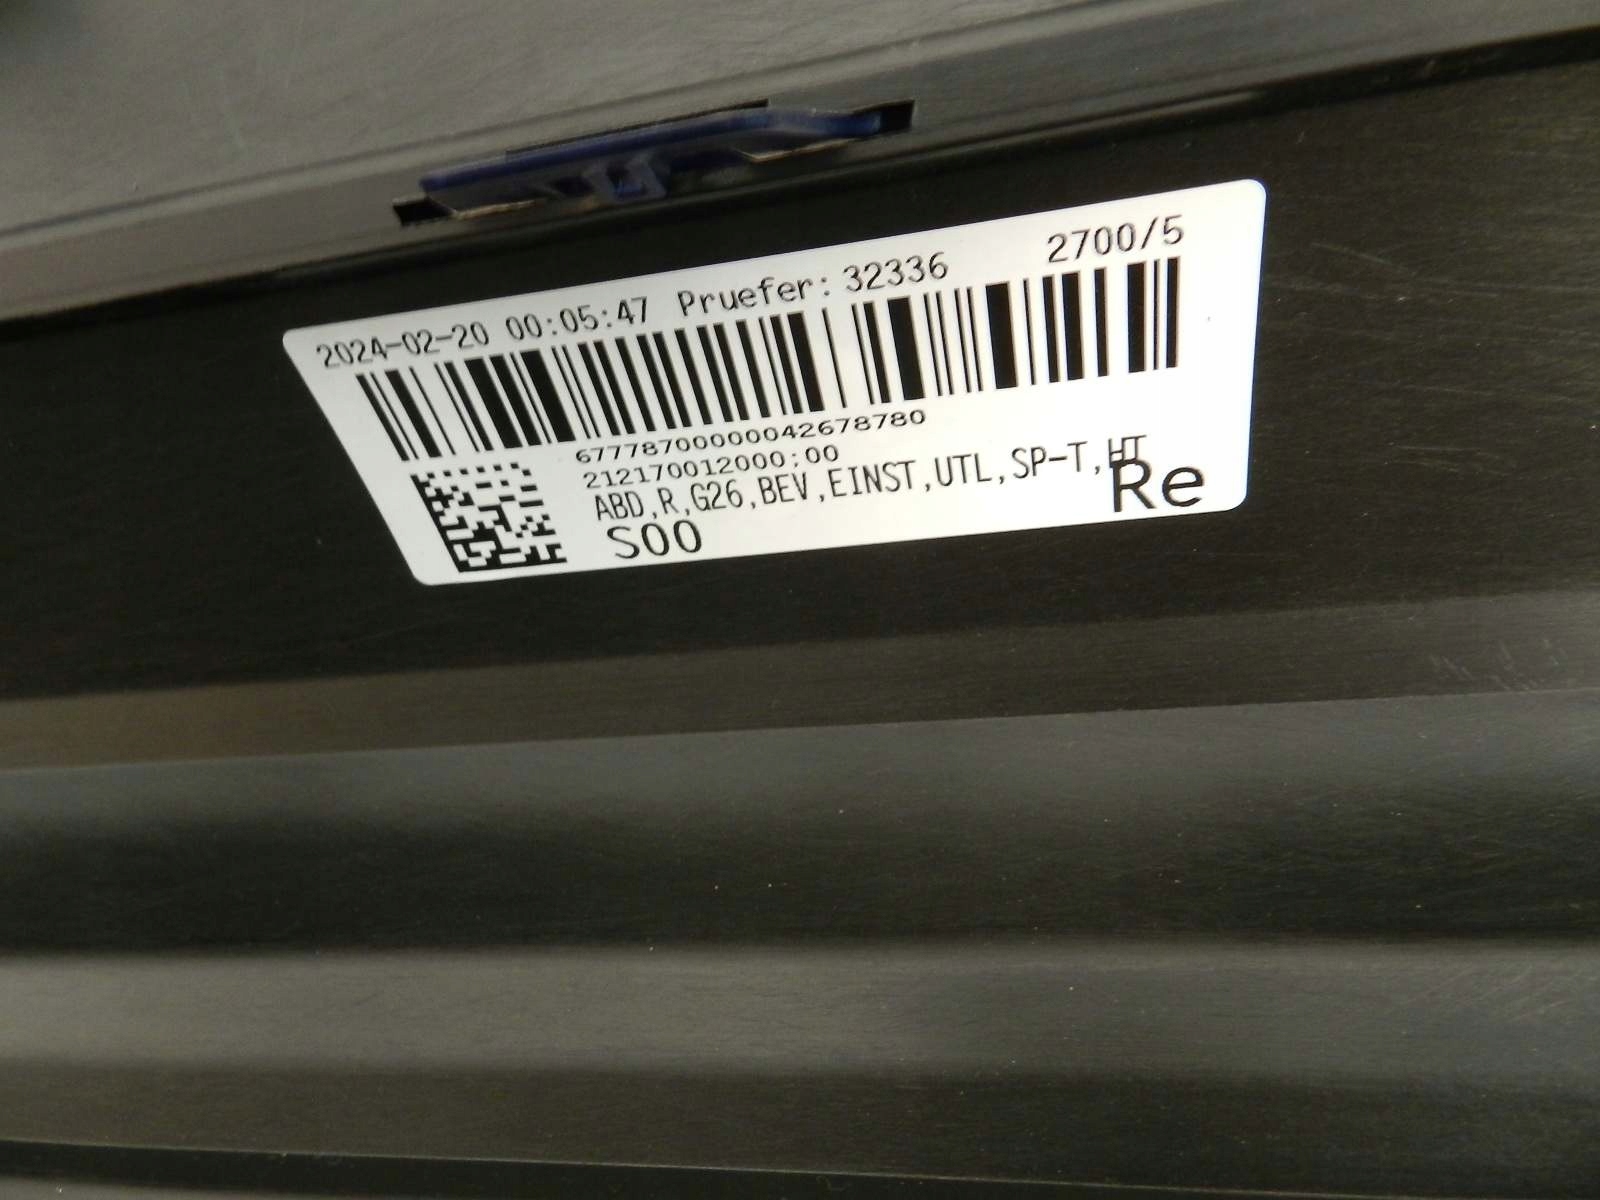 2024-02-20 00:05:47 Pruefer: 32336 2700/5
677787000000042678780
212170012000:00
ABD,R,G26,BEV,EINST,UTL,SP-T,HT
S00 Re